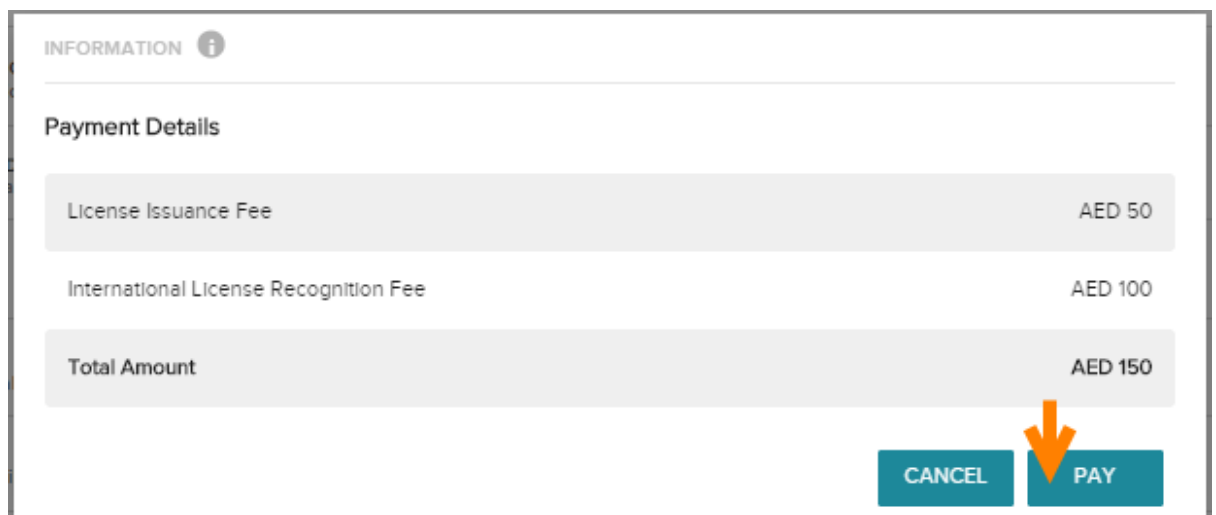 INFORMATION
Payment Details
License Issuance Fee AED 50
International License Recognition Fee AED 100
Total Amount AED 150
CANCEL PAY